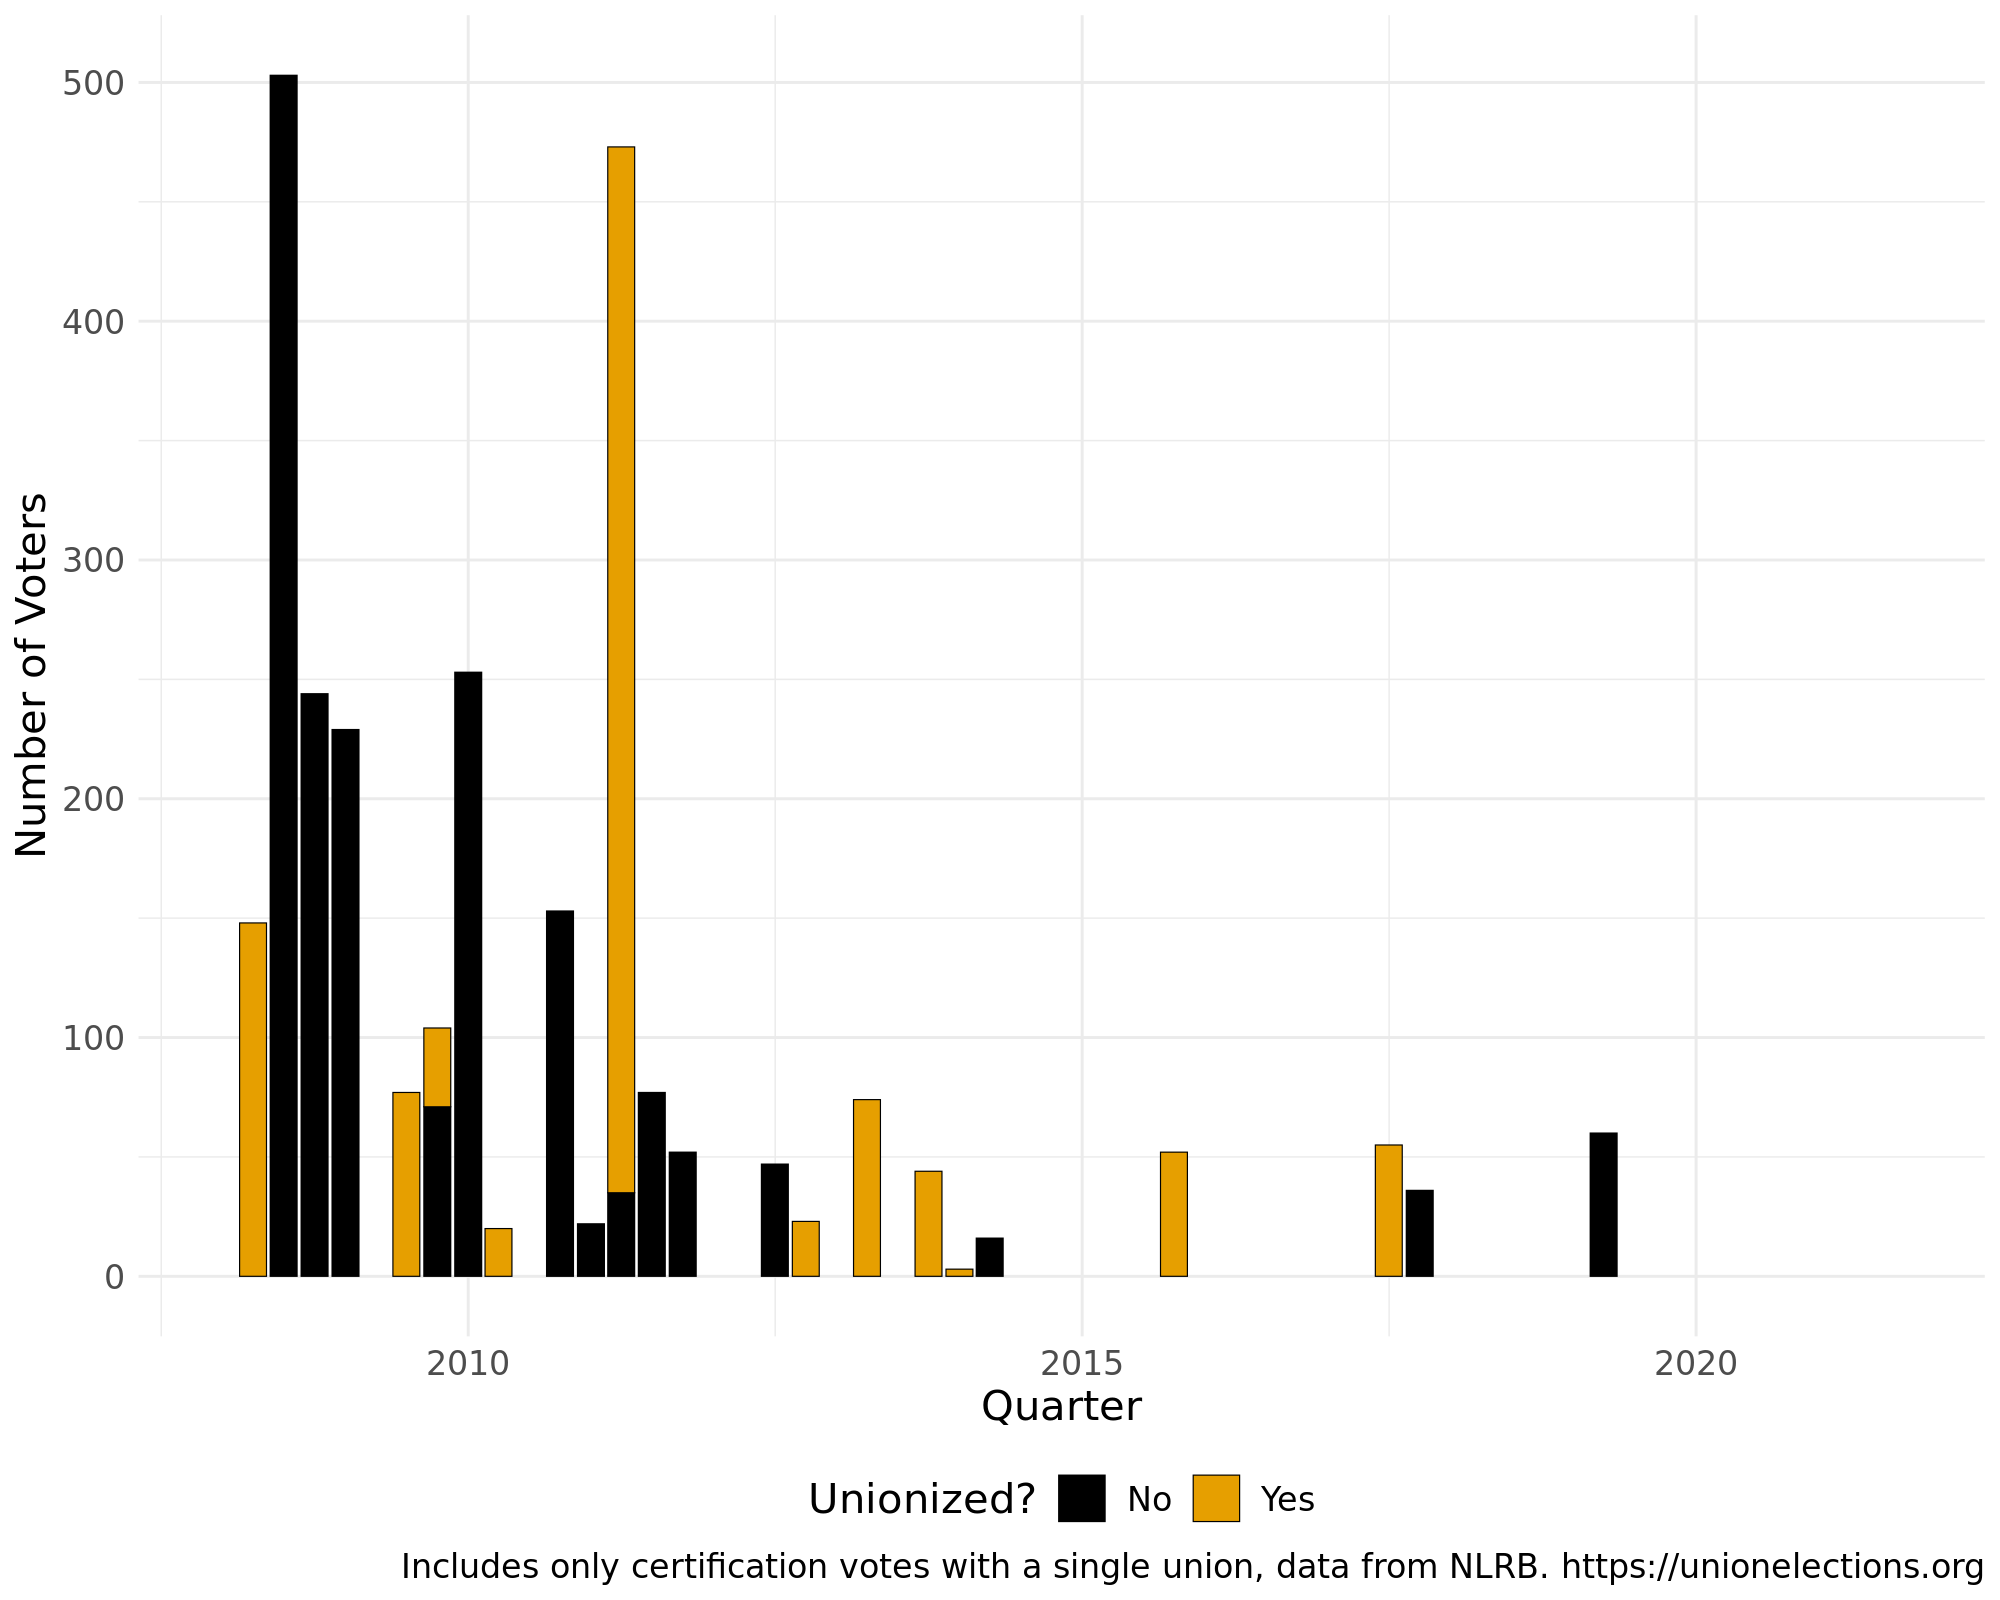 500
400
300
200
100
0
Number of Voters
2010 2015 2020
Quarter
Unionized? No Yes
Includes only certification votes with a single union, data from NLRB. https://unionelections.org